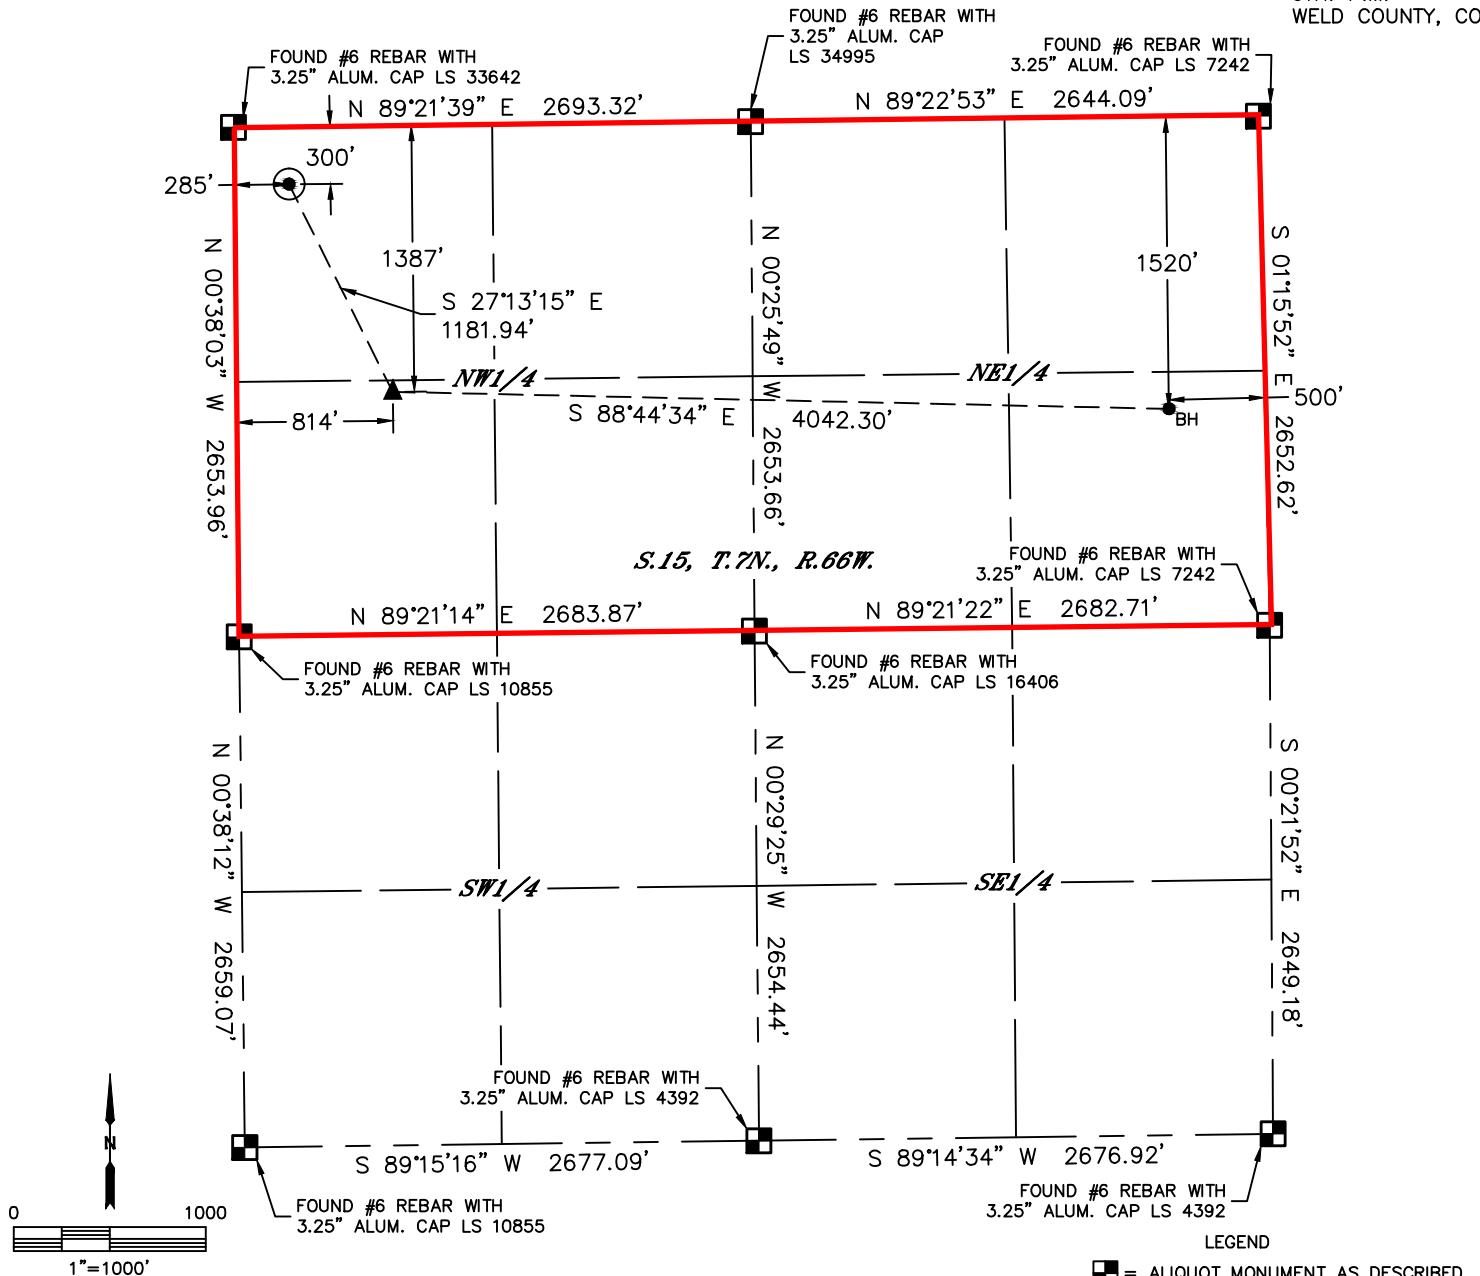 WELD COUNTY, CO
FOUND #6 REBAR WITH
3.25" ALUM. CAP
LS 34995
FOUND #6 REBAR WITH
3.25" ALUM. CAP LS 33642
FOUND #6 REBAR WITH
3.25" ALUM. CAP LS 7242
N 89°21'39" E 2693.32'
N 89°22'53" E 2644.09'
300'
285'
N 00°38'03" W 2653.96'
1387'
S 27°13'15" E
1181.94'
N 00°25'49" W 2653.66'
1520'
S 01°15'52" E 2652.62'
NW1/4
NE1/4
500'
814'
S 88°44'34" E 4042.30'
BH
S.15, T.7N., R.66W.
FOUND #6 REBAR WITH
3.25" ALUM. CAP LS 7242
N 89°21'14" E 2683.87'
N 89°21'22" E 2682.71'
FOUND #6 REBAR WITH
3.25" ALUM. CAP LS 10855
FOUND #6 REBAR WITH
3.25" ALUM. CAP LS 16406
N 00°38'12" W 2659.07'
N 00°29'25" W 2654.44'
S 00°21'52" E 2649.18'
SW1/4
SE1/4
FOUND #6 REBAR WITH
3.25" ALUM. CAP LS 4392
N
S 89°15'16" W 2677.09'
S 89°14'34" W 2676.92'
FOUND #6 REBAR WITH
3.25" ALUM. CAP LS 10855
FOUND #6 REBAR WITH
3.25" ALUM. CAP LS 4392
0 1000
1"=1000'
LEGEND
= ALIQUOT MONUMENT AS DESCRIBED